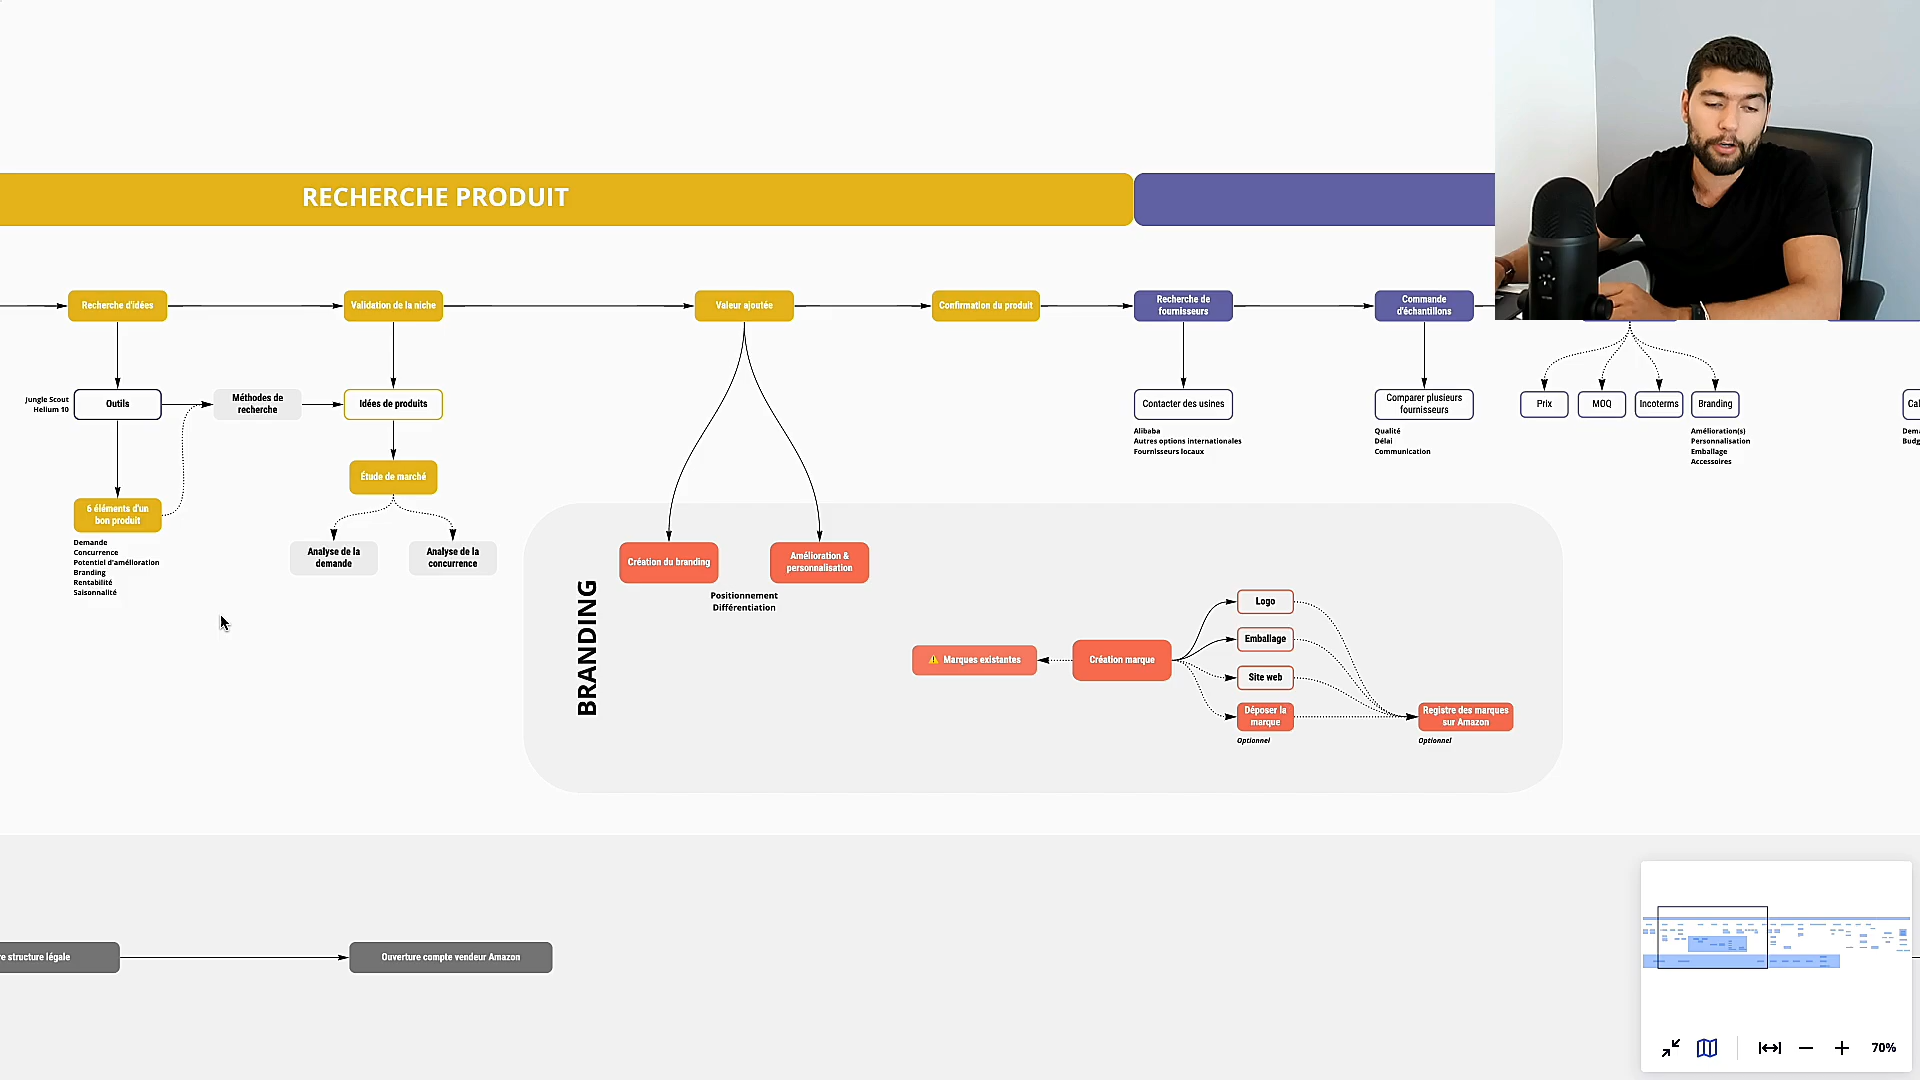 RECHERCHE PRODUIT
Recherche d'idées
Validation de la niche
Valeur ajoutée
Confirmation du produit
Recherche de
fournisseurs
Commande
d'échantillons
Jungle Scout
Helium 10
Outils
Méthodes de
recherche
Idées de produits
Contacter des usines
Comparer plusieurs
fournisseurs
Prix
MOQ
Incoterms
Branding
Alibaba
Autres options internationales
Fournisseurs locaux
Qualité
Délai
Communication
Amélioration(s)
Personnalisation
Emballage
Accessoires
Étude de marché
6 éléments d'un
bon produit
Demande
Concurrence
Potentiel d'amélioration
Branding
Rentabilité
Saisonnalité
Analyse de la
demande
Analyse de la
concurrence
BRANDING
Création du branding
Amélioration &
personnalisation
Positionnement
Différentiation
Marques existantes
Création marque
Logo
Emballage
Site web
Déposer la
marque
Optionnel
Registre des marques
sur Amazon
Optionnel
structure légale
Ouverture compte vendeur Amazon
70%